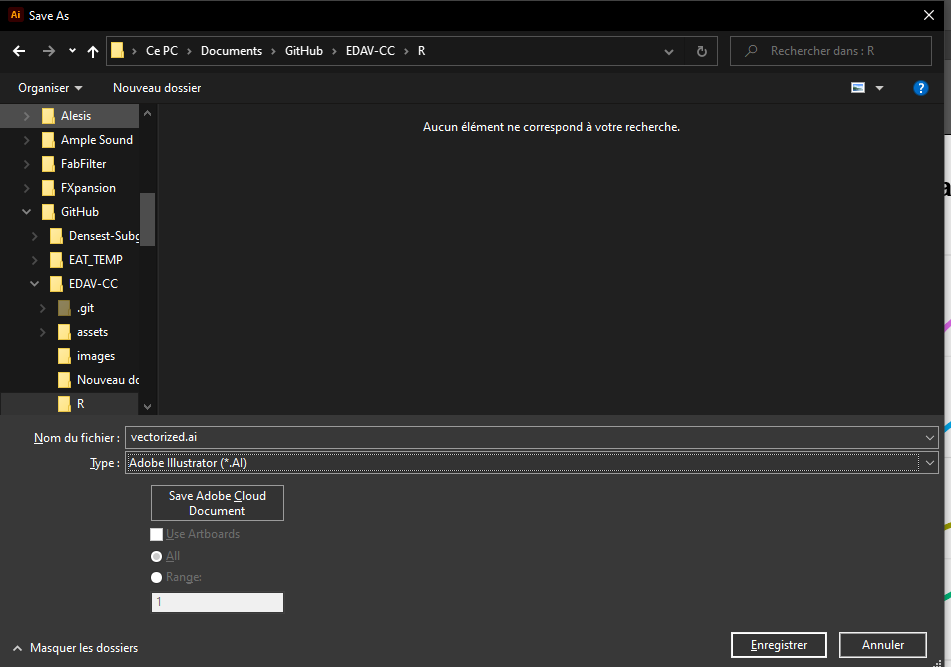 Ai Save As
Ce PC > Documents > GitHub > EDAV-CC > R
Rechercher dans : R
Organiser
Nouveau dossier
?
Alesis
Ample Sound
FabFilter
FXpansion
GitHub
Densest-Subg
EAT_TEMP
EDAV-CC
.git
assets
images
Nouveau do
R
Aucun élément ne correspond à votre recherche.
Nom du fichier : vectorized.ai
Type : Adobe Illustrator (*.AI)
Save Adobe Cloud
Document
Use Artboards
All
Range:
1
Masquer les dossiers
Enregistrer
Annuler